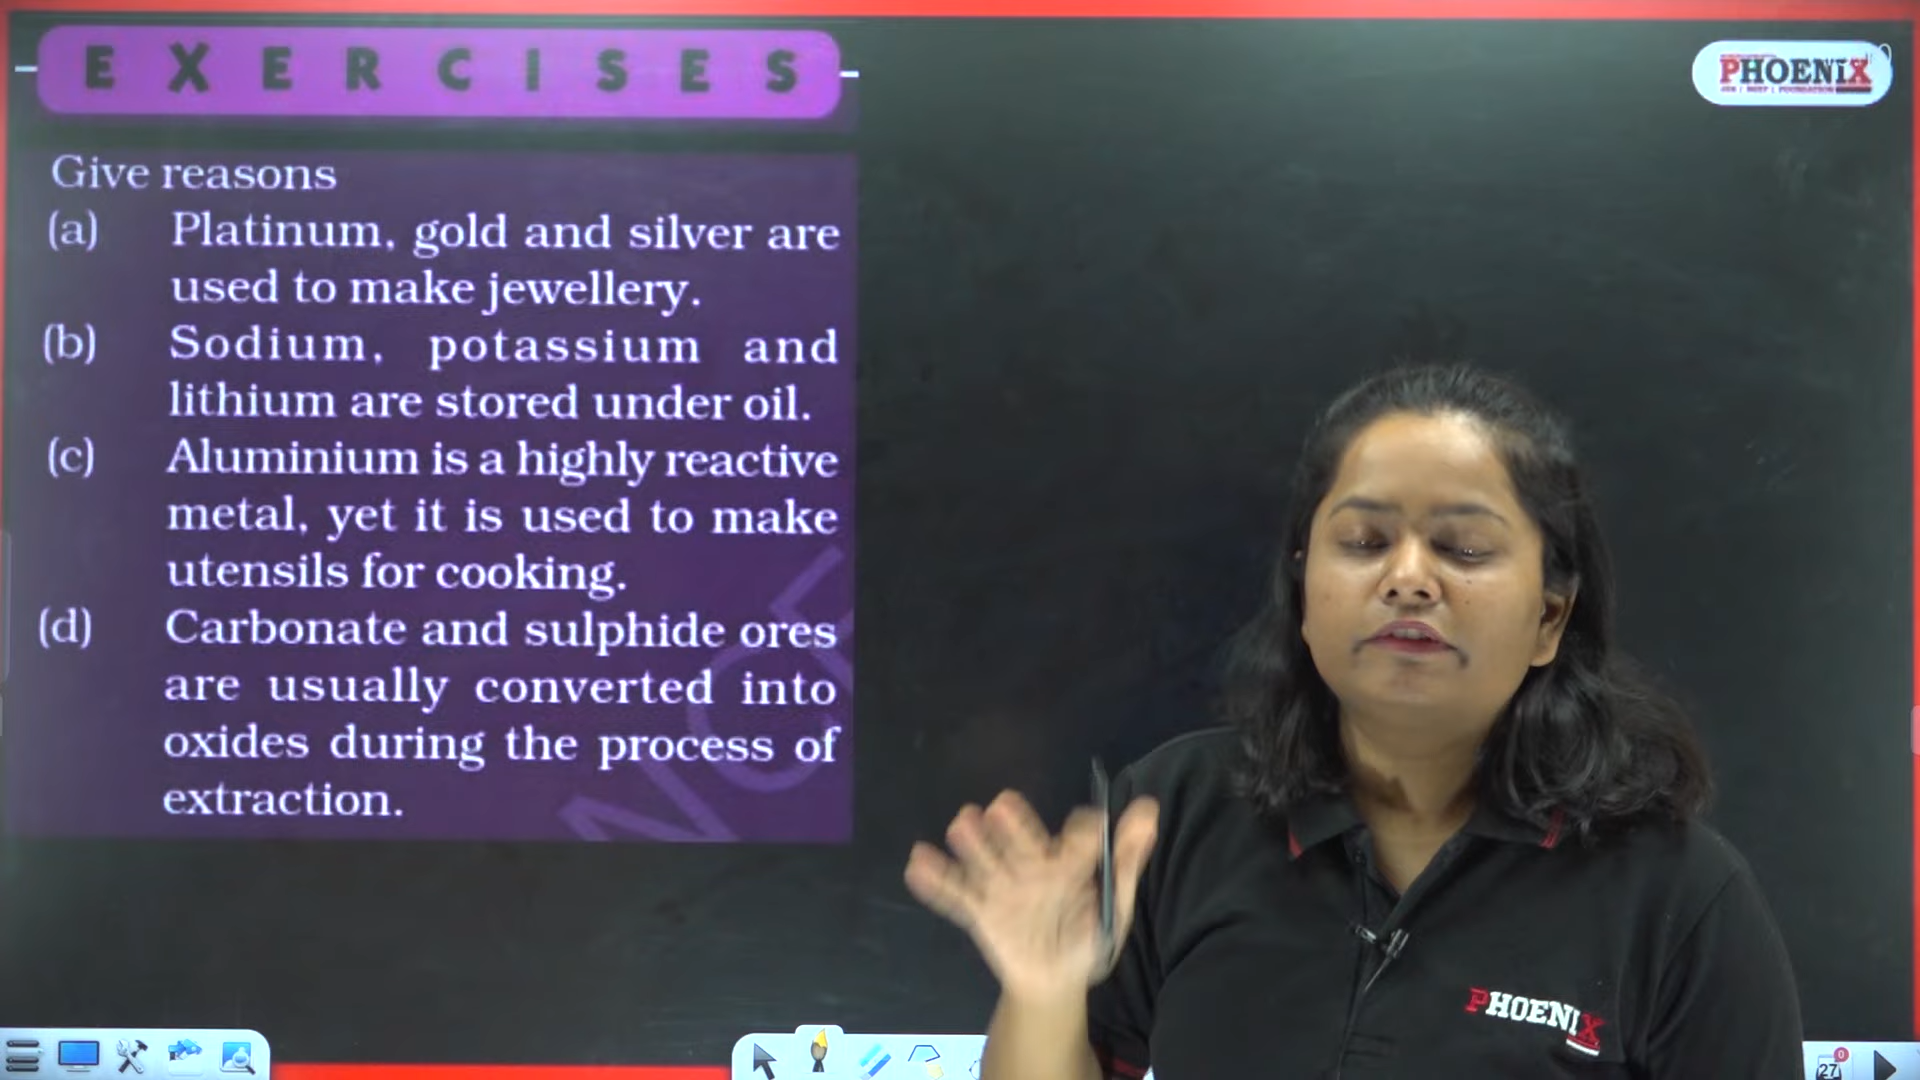 E X E R C I S E S
PHOENIX
Give reasons
(a) Platinum, gold and silver are
used to make jewellery.
(b) Sodium, potassium and
lithium are stored under oil.
(c) Aluminium is a highly reactive
metal, yet it is used to make
utensils for cooking.
(d) Carbonate and sulphide ores
are usually converted into
oxides during the process of
extraction.
PHOENIX
27
0